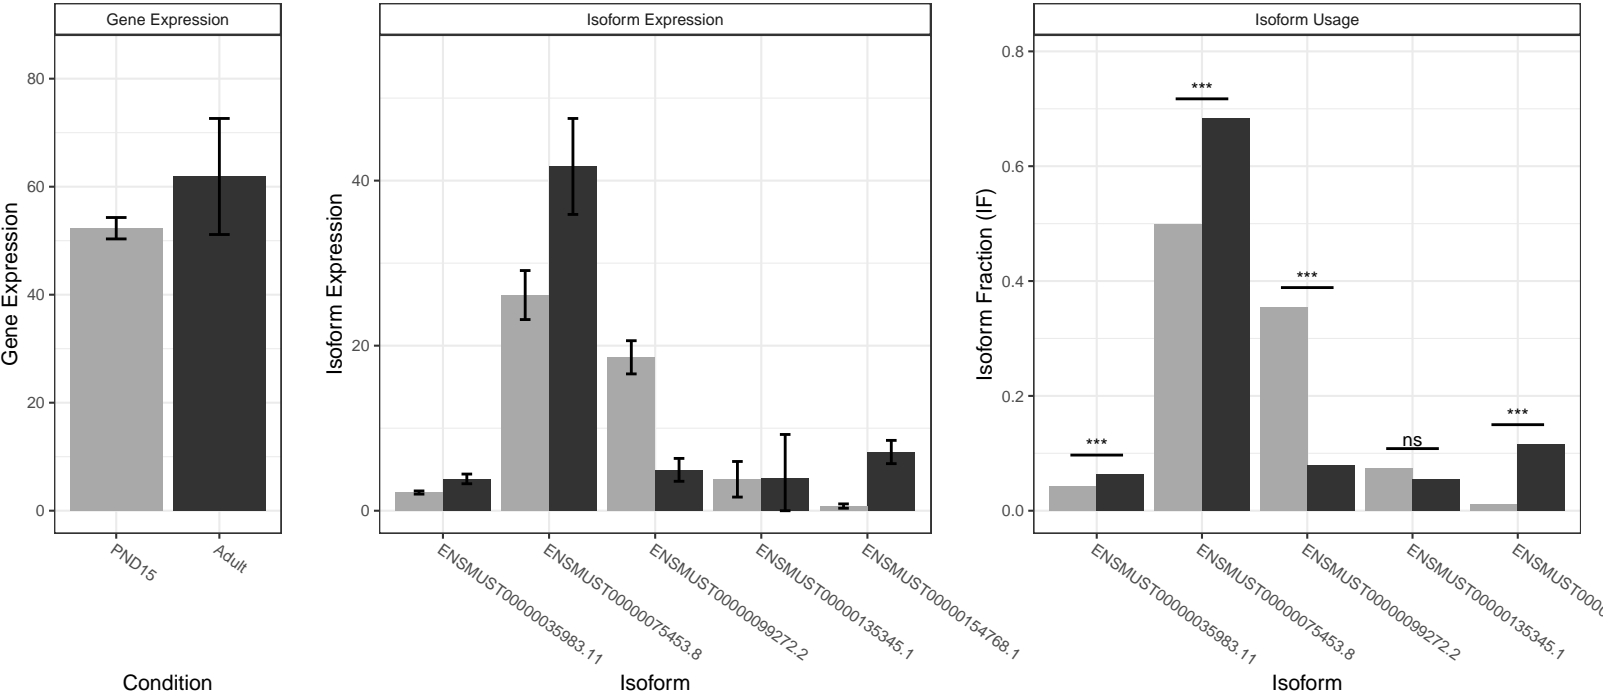 Gene Expression
Isoform Expression
Isoform Usage
Gene Expression
80
60
40
20
0
PND15
Adult
Condition
Isoform Expression
40
20
0
ENSMUST00000035983.11
ENSMUST00000075453.8
ENSMUST00000099272.2
ENSMUST00000135345.1
ENSMUST00000154768.1
Isoform
Isoform Fraction (IF)
0.8
0.6
0.4
0.2
0.0
***
***
***
ns
***
ENSMUST00000035983.11
ENSMUST00000075453.8
ENSMUST00000099272.2
ENSMUST00000135345.1
Isoform